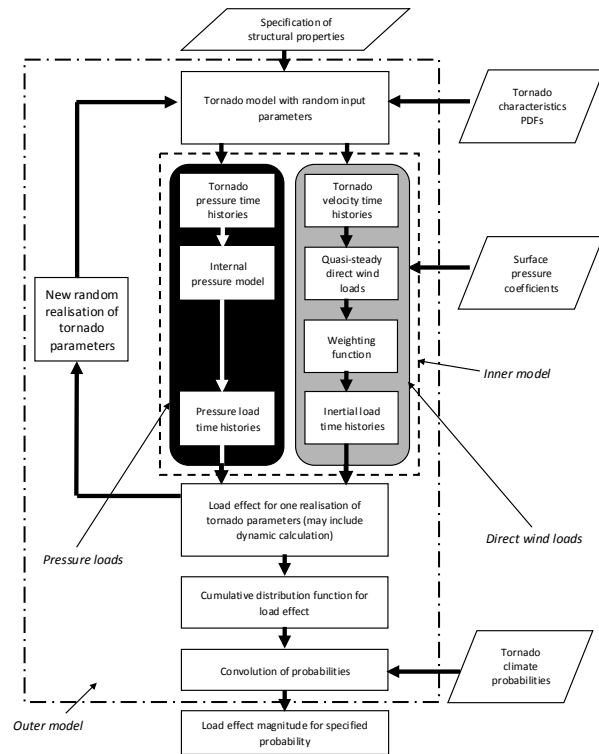 Specification of
structural properties
Tornado model with random input
parameters
Tornado
characteristics
PDFs
Tornado
pressure time
histories
Tornado
velocity time
histories
Internal
pressure model
Quasi-steady
direct wind
loads
Surface
pressure
coefficients
New random
realisation of
tornado
parameters
Weighting
function
Inner model
Pressure load
time histories
Inertial load
time histories
Load effect for one realisation of
tornado parameters (may include
dynamic calculation)
Pressure loads
Direct wind loads
Cumulative distribution function for
load effect
Convolution of probabilities
Tornado
climate
probabilities
Outer model
Load effect magnitude for specified
probability